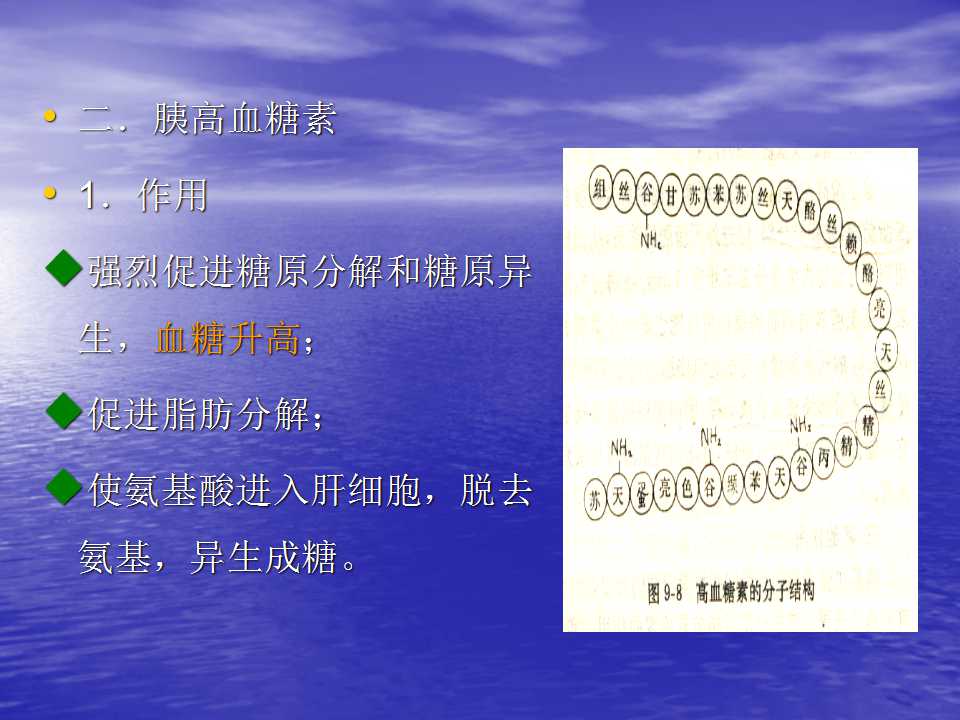 二．胰高血糖素
1．作用
强烈促进糖原分解和糖原异
生，血糖升高；
促进脂肪分解；
使氨基酸进入肝细胞，脱去
氨基，异生成糖。
组丝谷甘苏苯苏丝天酪丝赖酪亮天丝精精丙谷天苯缬谷色亮蛋天苏
NH₂
NH₂
NH₂
NH₂
图9-8 高血糖素的分子结构